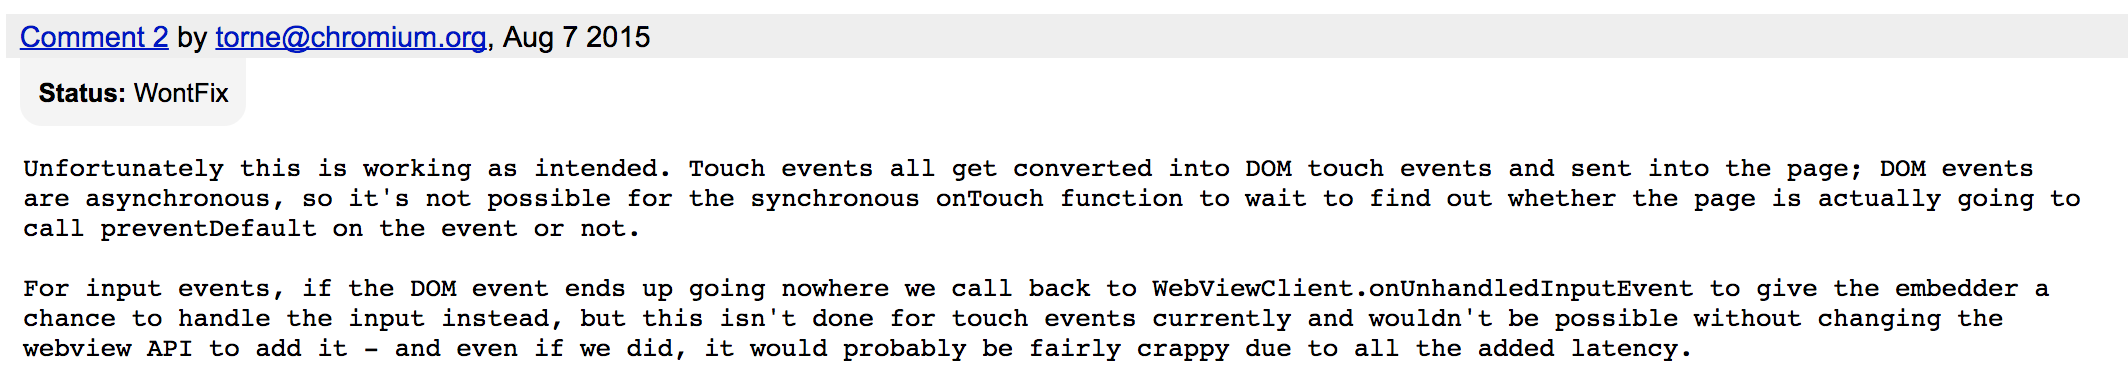 Comment 2 by torne@chromium.org, Aug 7 2015
Status: WontFix
Unfortunately this is working as intended. Touch events all get converted into DOM touch events and sent into the page; DOM events
are asynchronous, so it's not possible for the synchronous onTouch function to wait to find out whether the page is actually going to
call preventDefault on the event or not.
For input events, if the DOM event ends up going nowhere we call back to WebViewClient.onUnhandledInputEvent to give the embedder a
chance to handle the input instead, but this isn't done for touch events currently and wouldn't be possible without changing the
webview API to add it - and even if we did, it would probably be fairly crappy due to all the added latency.